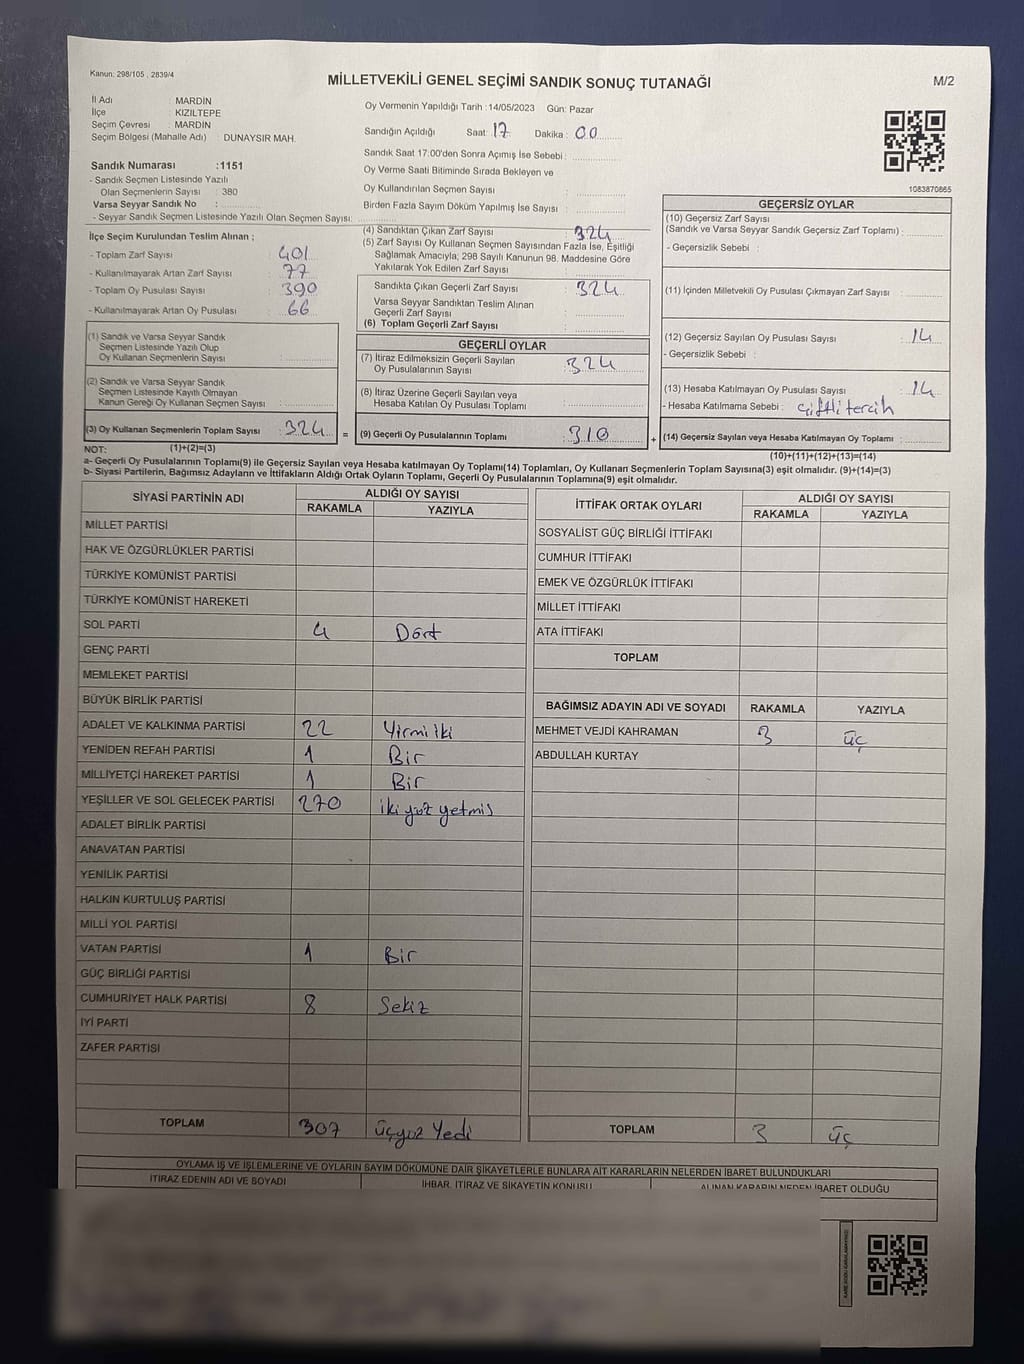 Kanun: 298/105 , 2839/4
MİLLETVEKİLİ GENEL SEÇİMİ SANDIK SONUÇ TUTANAĞI
M/2
İl Adı : MARDİN
İlçe : KIZILTEPE
Seçim Çevresi : MARDİN
Seçim Bölgesi (Mahalle Adı) DUNAYSIR MAH.
Sandık Numarası :1151
- Sandık Seçmen Listesinde Yazılı
Olan Seçmenlerin Sayısı : 380
Varsa Seyyar Sandık No :
- Seyyar Sandık Seçmen Listesinde Yazılı Olan Seçmen Sayısı:
İlçe Seçim Kurulundan Teslim Alınan ;
- Toplam Zarf Sayısı : 401
- Kullanılmayarak Artan Zarf Sayısı : 77
- Toplam Oy Pusulası Sayısı : 390
- Kullanılmayarak Artan Oy Pusulası : 66
(1) Sandık ve Varsa Seyyar Sandık
Seçmen Listesinde Yazılı Olup
Oy Kullanan Seçmenlerin Sayısı :
(2) Sandık ve Varsa Seyyar Sandık
Seçmen Listesinde Kayıtlı Olmayan
Kanun Gereği Oy Kullanan Seçmen Sayısı :
(3) Oy Kullanan Seçmenlerin Toplam Sayısı : 324
Oy Vermenin Yapıldığı Tarih :14/05/2023 Gün: Pazar
Sandığın Açıldığı Saat: 17 Dakika : 00
Sandık Saat 17:00'den Sonra Açımış İse Sebebi :
Oy Verme Saati Bitiminde Sırada Bekleyen ve
Oy Kullandırılan Seçmen Sayısı :
Birden Fazla Sayım Döküm Yapılmış İse Sayısı :
(4) Sandıktan Çıkan Zarf Sayısı : 324
(5) Zarf Sayısı Oy Kullanan Seçmen Sayısından Fazla İse, Eşitliği
Sağlamak Amacıyla; 298 Sayılı Kanunun 98. Maddesine Göre
Yakılarak Yok Edilen Zarf Sayısı :
Sandıkta Çıkan Geçerli Zarf Sayısı : 324
Varsa Seyyar Sandıktan Teslim Alınan
Geçerli Zarf Sayısı :
(6) Toplam Geçerli Zarf Sayısı :
GEÇERLİ OYLAR
(7) İtiraz Edilmeksizin Geçerli Sayılan
Oy Pusulalarının Sayısı : 324
(8) İtiraz Üzerine Geçerli Sayılan veya
Hesaba Katılan Oy Pusulası Toplamı :
= (9) Geçerli Oy Pusulalarının Toplamı : 310 +
1083870865
GEÇERSİZ OYLAR
(10) Geçersiz Zarf Sayısı
(Sandık ve Varsa Seyyar Sandık Geçersiz Zarf Toplamı) :
- Geçersizlik Sebebi :
(11) İçinden Milletvekili Oy Pusulası Çıkmayan Zarf Sayısı :
(12) Geçersiz Sayılan Oy Pusulası Sayısı : 14
- Geçersizlik Sebebi :
(13) Hesaba Katılmayan Oy Pusulası Sayısı : 14
- Hesaba Katılmama Sebebi : çiftli tercih
(14) Geçersiz Sayılan veya Hesaba Katılmayan Oy Toplamı :
NOT: (1)+(2)=(3) (10)+(11)+(12)+(13)=(14)
a- Geçerli Oy Pusulalarının Toplamı(9) ile Geçersiz Sayılan veya Hesaba katılmayan Oy Toplamı(14) Toplamları, Oy Kullanan Seçmenlerin Toplam Sayısına(3) eşit olmalıdır. (9)+(14)=(3)
b- Siyasi Partilerin, Bağımsız Adayların ve İttifakların Aldığı Ortak Oyların Toplamı, Geçerli Oy Pusulalarının Toplamına(9) eşit olmalıdır.
SİYASİ PARTİNİN ADI ALDIĞI OY SAYISI
RAKAMLA YAZIYLA
MİLLET PARTİSİ
HAK VE ÖZGÜRLÜKLER PARTİSİ
TÜRKİYE KOMÜNİST PARTİSİ
TÜRKİYE KOMÜNİST HAREKETİ
SOL PARTİ 4 Dört
GENÇ PARTİ
MEMLEKET PARTİSİ
BÜYÜK BİRLİK PARTİSİ
ADALET VE KALKINMA PARTİSİ 22 Yirmi iki
YENİDEN REFAH PARTİSİ 1 Bir
MİLLİYETÇİ HAREKET PARTİSİ 1 Bir
YEŞİLLER VE SOL GELECEK PARTİSİ 270 iki yüz yetmiş
ADALET BİRLİK PARTİSİ
ANAVATAN PARTİSİ
YENİLİK PARTİSİ
HALKIN KURTULUŞ PARTİSİ
MİLLİ YOL PARTİSİ
VATAN PARTİSİ 1 Bir
GÜÇ BİRLİĞİ PARTİSİ
CUMHURİYET HALK PARTİSİ 8 Sekiz
İYİ PARTİ
ZAFER PARTİSİ
TOPLAM 307 üçyüz Yedi
İTTİFAK ORTAK OYLARI ALDIĞI OY SAYISI
RAKAMLA YAZIYLA
SOSYALİST GÜÇ BİRLİĞİ İTTİFAKI
CUMHUR İTTİFAKI
EMEK VE ÖZGÜRLÜK İTTİFAKI
MİLLET İTTİFAKI
ATA İTTİFAKI
TOPLAM
BAĞIMSIZ ADAYIN ADI VE SOYADI RAKAMLA YAZIYLA
MEHMET VEJDİ KAHRAMAN 3 üç
ABDULLAH KURTAY
TOPLAM 3 üç
OYLAMA İŞ VE İŞLEMLERİNE VE OYLARIN SAYIM DÖKÜMÜNE DAİR ŞİKAYETLERLE BUNLARA AİT KARARLARIN NELERDEN İBARET BULUNDUKLARI
İTİRAZ EDENİN ADI VE SOYADI İHBAR, İTİRAZ VE ŞİKAYETİN KONUSU ALINAN KARARIN NEDEN İBARET OLDUĞU